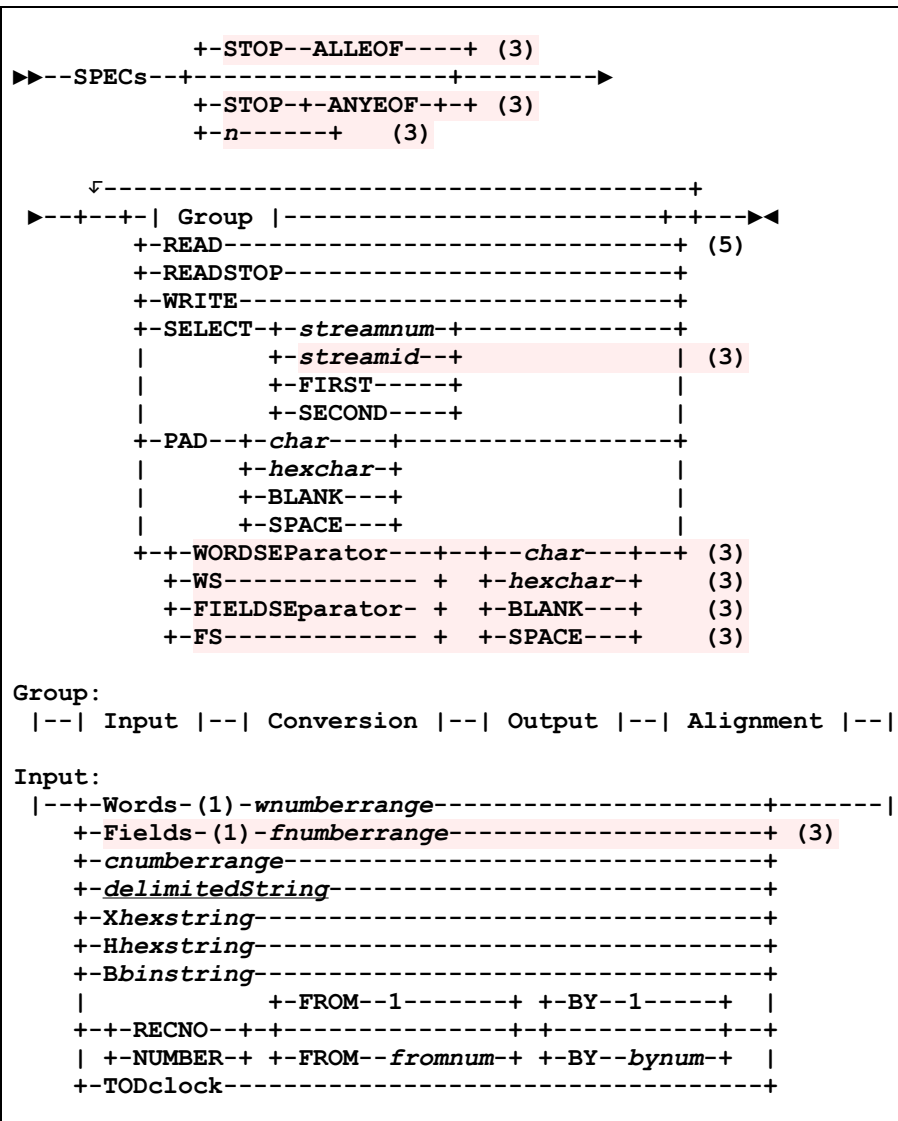 +-STOP--ALLEOF----+ (3)
►►--SPECs--+-----------------+---------►
+-STOP-+-ANYEOF-+-+ (3)
+-n------+ (3)
↱---------------------------------------+
►--+--+-| Group |-------------------------+-+---►◄
+-READ------------------------------+ (5)
+-READSTOP--------------------------+
+-WRITE-----------------------------+
+-SELECT-+-streamnum-+--------------+
| +-streamid--+ | (3)
| +-FIRST-----+ |
| +-SECOND----+ |
+-PAD--+-char----+------------------+
| +-hexchar-+ |
| +-BLANK---+ |
| +-SPACE---+ |
+-+-WORDSEParator---+--+--char---+--+ (3)
+-WS------------- + +-hexchar-+ (3)
+-FIELDSEparator- + +-BLANK---+ (3)
+-FS------------- + +-SPACE---+ (3)
Group:
|--| Input |--| Conversion |--| Output |--| Alignment |--|
Input:
|--+-Words-(1)-wnumberrange----------------------+-------|
+-Fields-(1)-fnumberrange---------------------+ (3)
+-cnumberrange--------------------------------+
+-delimitedString-----------------------------+
+-Xhexstring----------------------------------+
+-Hhexstring----------------------------------+
+-Bbinstring----------------------------------+
| +-FROM--1-------+ +-BY--1-----+ |
+-+-RECNO--+-+---------------+-+-----------+--+
| +-NUMBER-+ +-FROM--fromnum-+ +-BY--bynum-+ |
+-TODclock------------------------------------+